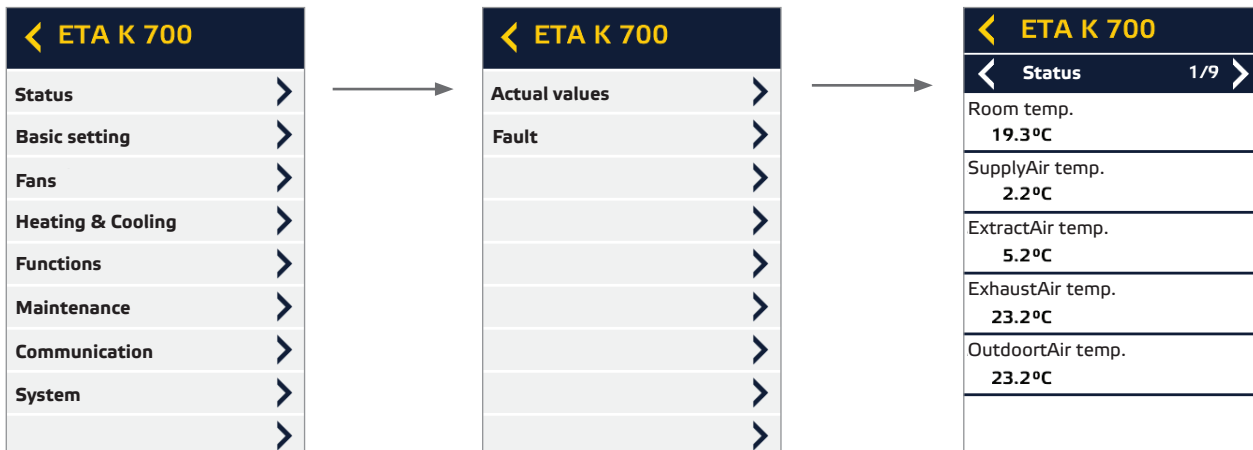 ETA K 700
Status
Basic setting
Fans
Heating & Cooling
Functions
Maintenance
Communication
System
ETA K 700
Actual values
Fault
ETA K 700
Status 1/9
Room temp.
19.3ºC
SupplyAir temp.
2.2ºC
ExtractAir temp.
5.2ºC
ExhaustAir temp.
23.2ºC
OutdoortAir temp.
23.2ºC